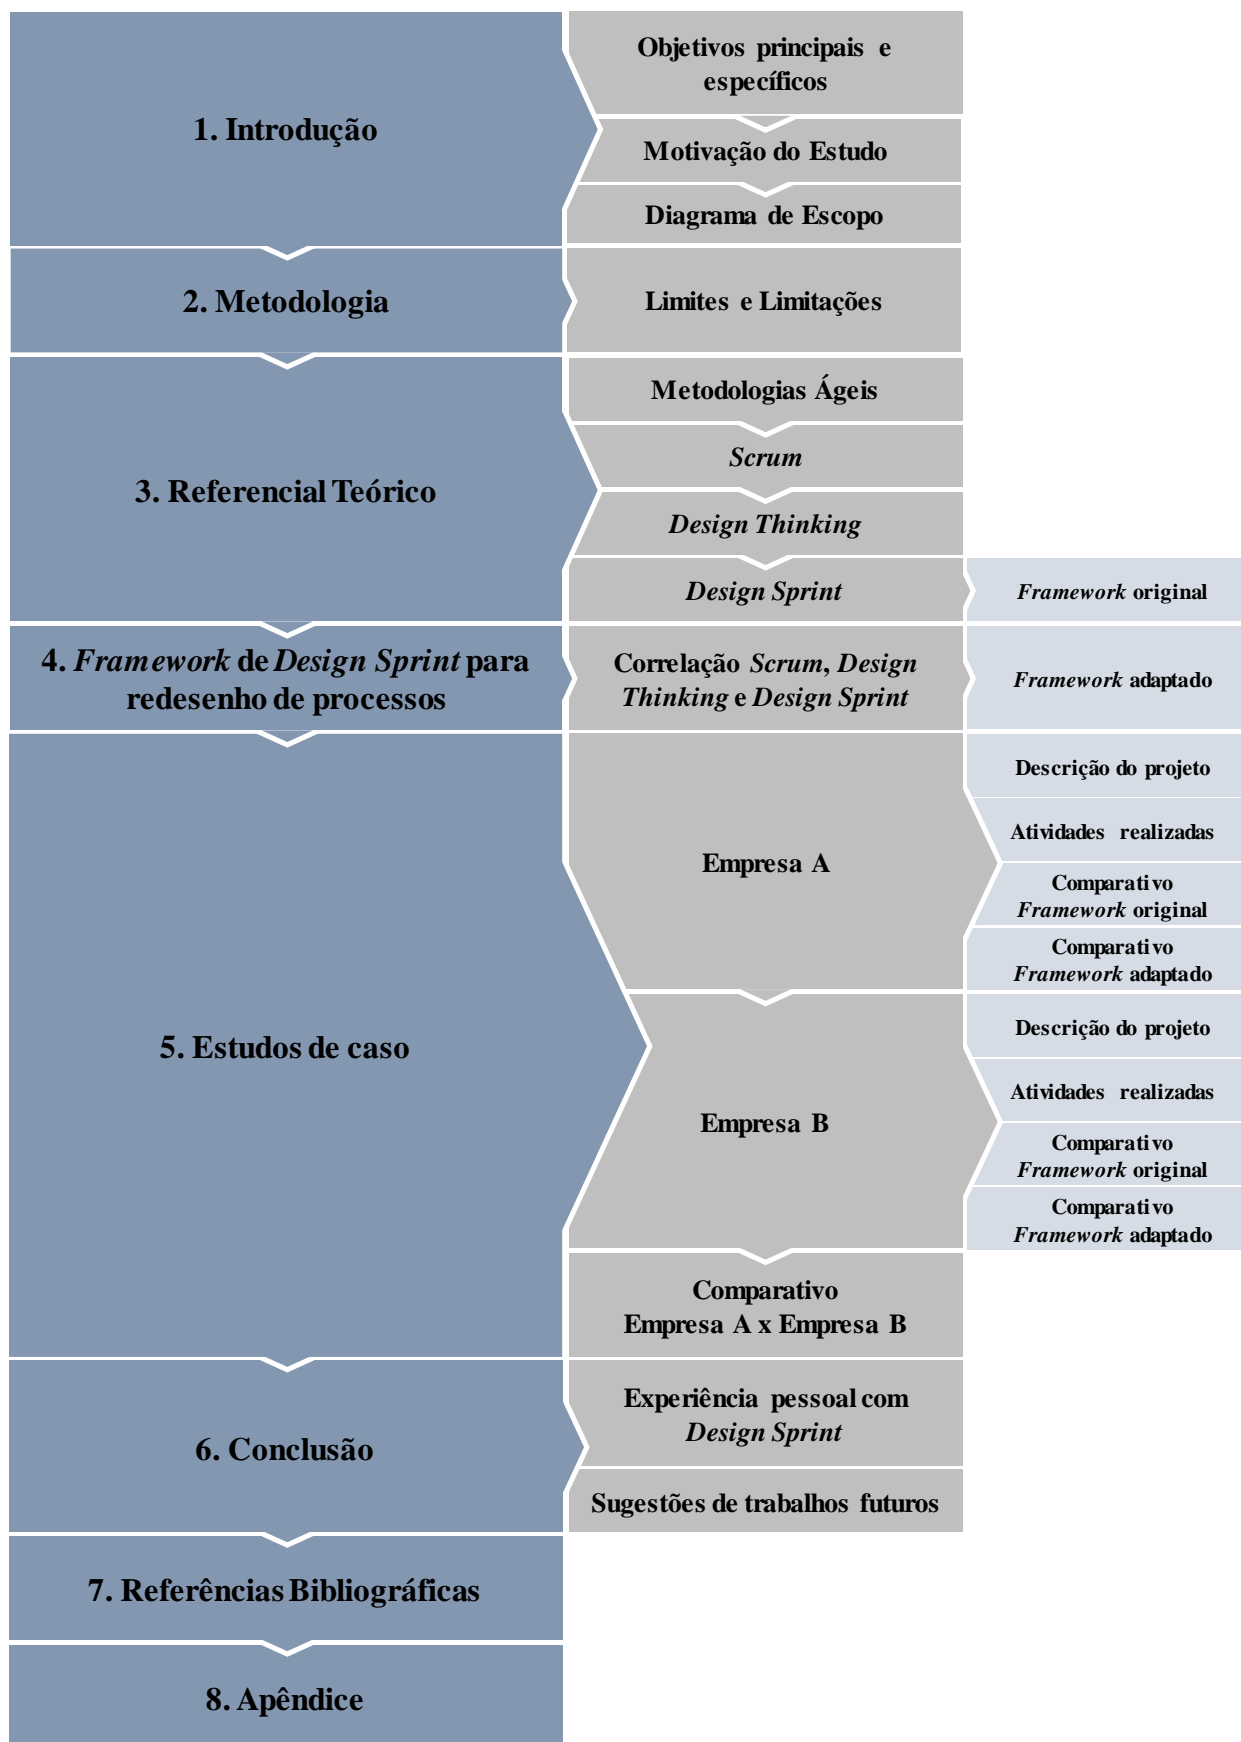 1. Introdução
Objetivos principais e
específicos
Motivação do Estudo
Diagrama de Escopo
2. Metodologia
Limites e Limitações
3. Referencial Teórico
Metodologias Ágeis
Scrum
Design Thinking
Design Sprint
Framework original
4. Framework de Design Sprint para
redesenho de processos
Correlação Scrum, Design
Thinking e Design Sprint
Framework adaptado
5. Estudos de caso
Empresa A
Descrição do projeto
Atividades realizadas
Comparativo
Framework original
Comparativo
Framework adaptado
Empresa B
Descrição do projeto
Atividades realizadas
Comparativo
Framework original
Comparativo
Framework adaptado
Comparativo
Empresa A x Empresa B
6. Conclusão
Experiência pessoal com
Design Sprint
Sugestões de trabalhos futuros
7. Referências Bibliográficas
8. Apêndice